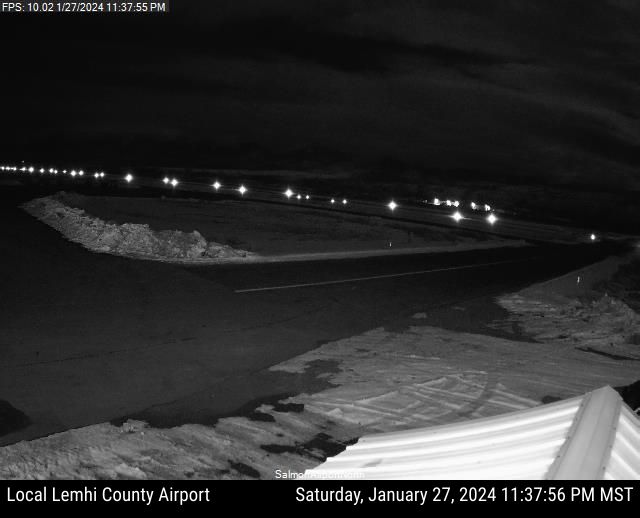 FPS: 10.02 1/27/2024 11:37:55 PM
Local Lemhi County Airport
Saturday, January 27, 2024 11:37:56 PM MST